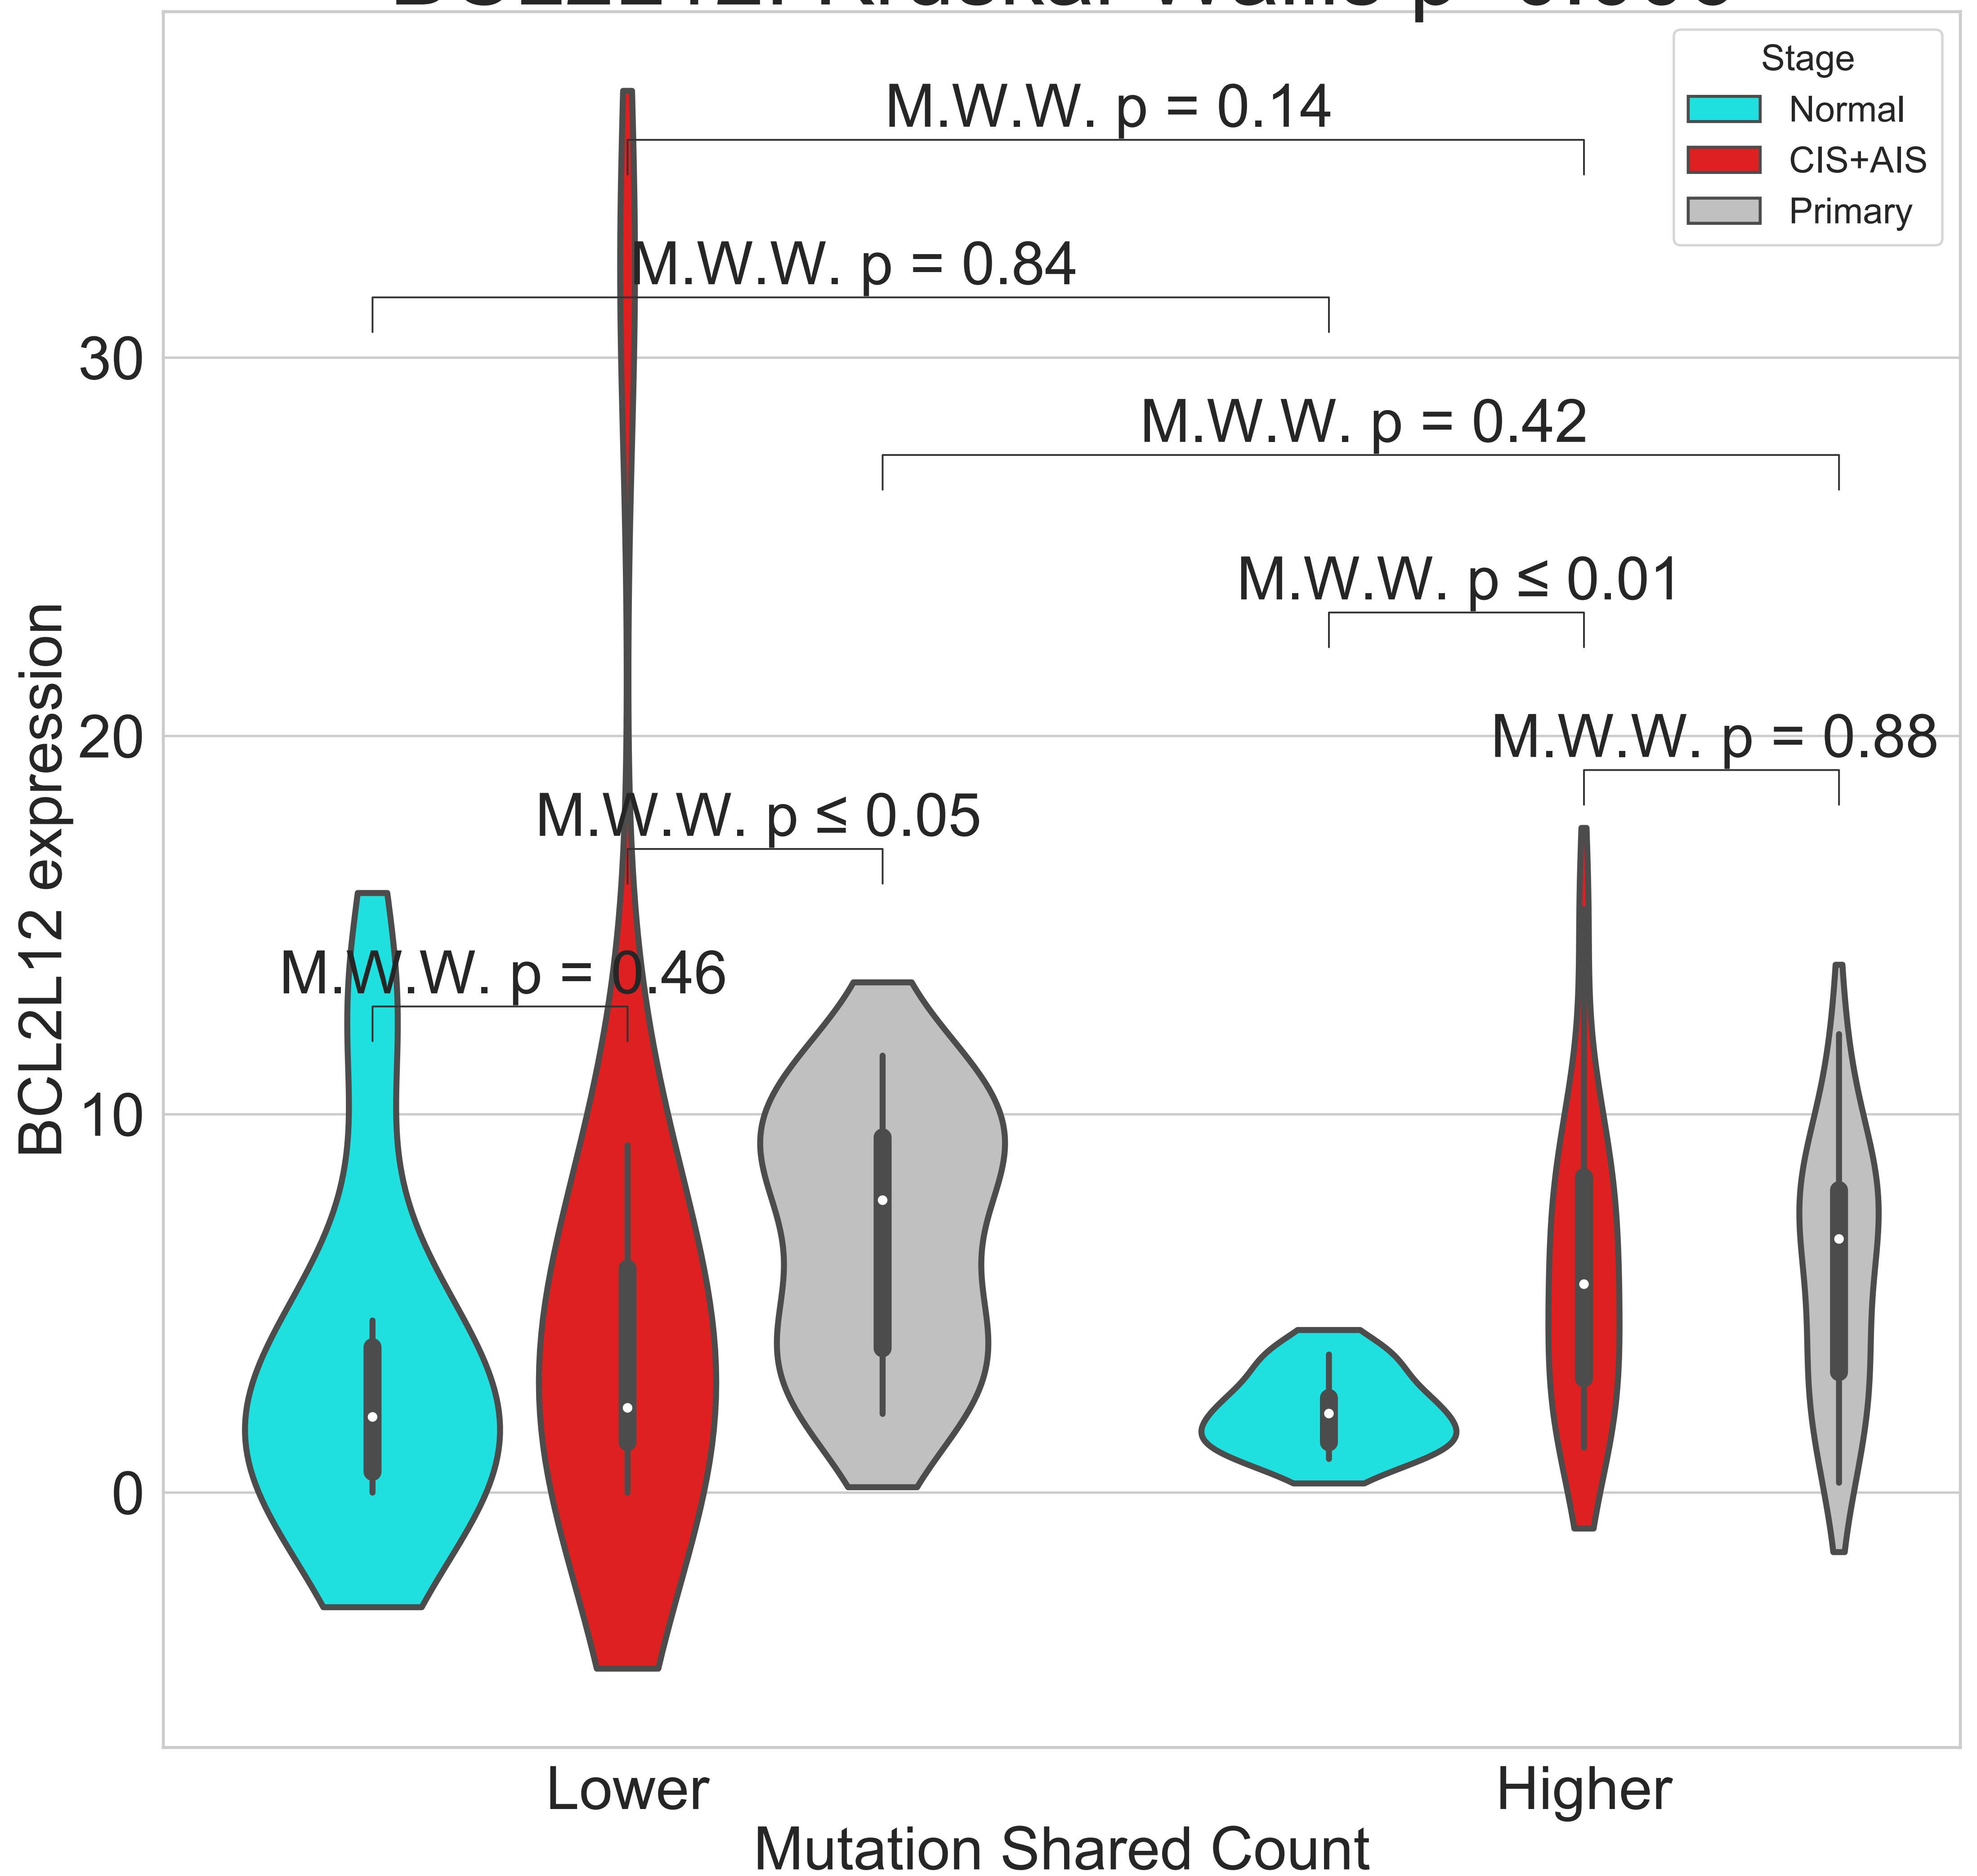 Stage
Normal
CIS+AIS
Primary
M.W.W. p = 0.14
M.W.W. p = 0.84
M.W.W. p = 0.42
M.W.W. p ≤ 0.01
M.W.W. p = 0.88
M.W.W. p ≤ 0.05
M.W.W. p = 0.46
30
20
10
0
BCL2L12 expression
Lower
Higher
Mutation Shared Count